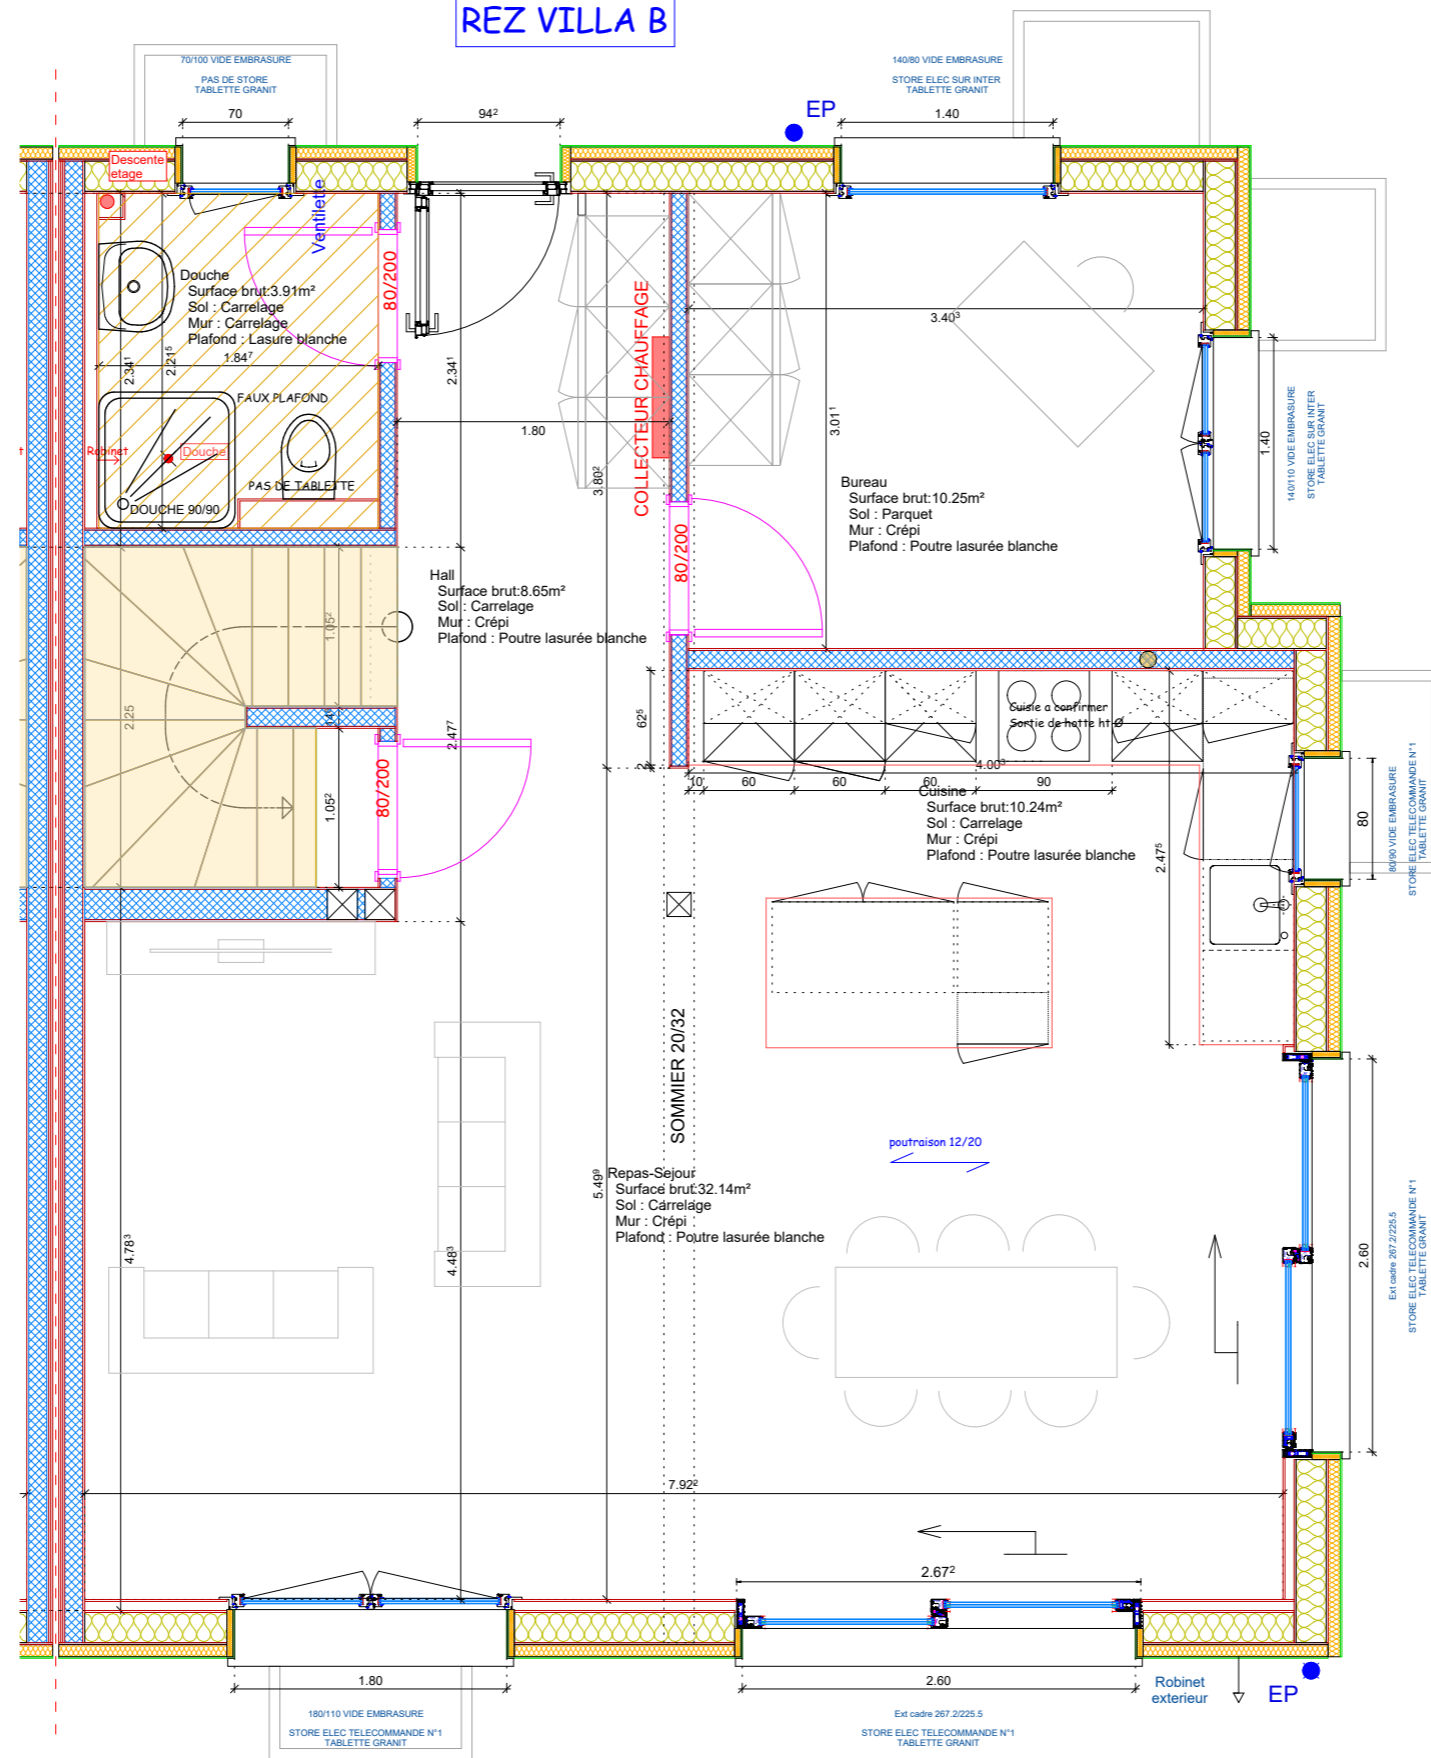 REZ VILLA B
70/100 VIDE EMBRASURE
PAS DE STORE
TABLETTE GRANIT
140/80 VIDE EMBRASURE
STORE ELEC SUR INTER
TABLETTE GRANIT
70
94²
EP
1.40
Descente
etage
Ventilette
80/200
Douche
Surface brut:3.91m²
Sol : Carrelage
Mur : Carrelage
Plafond : Lasure blanche
1.84⁷
2.34¹
2.21⁵
2.34¹
FAUX PLAFOND
Robinet
Douche
PAS DE TABLETTE
DOUCHE 90/90
1.80
3.80²
COLLECTEUR CHAUFFAGE
3.40³
3.01¹
1.40
140/110 VIDE EMBRASURE
STORE ELEC SUR INTER
TABLETTE GRANIT
Bureau
Surface brut:10.25m²
Sol : Parquet
Mur : Crépi
Plafond : Poutre lasurée blanche
80/200
Hall
Surface brut:8.65m²
Sol : Carrelage
Mur : Crépi
Plafond : Poutre lasurée blanche
1.05²
2.25
14⁸
2.47⁷
1.05²
80/200
62⁵
2
Cuisie a confirmer
Sortie de hotte ht Ø
4.00³
10
60
60
60
90
Cuisine
Surface brut:10.24m²
Sol : Carrelage
Mur : Crépi
Plafond : Poutre lasurée blanche
2.47⁵
80
80/90 VIDE EMBRASURE
STORE ELEC TELECOMMANDE N°1
TABLETTE GRANIT
SOMMIER 20/32
poutraison 12/20
Repas-Sejour
Surface brut:32.14m²
Sol : Carrelage
Mur : Crépi
Plafond : Poutre lasurée blanche
5.49⁹
4.78³
4.48³
2.60
Ext cadre 267.2/225.5
STORE ELEC TELECOMMANDE N°1
TABLETTE GRANIT
7.92²
2.67²
1.80
2.60
Robinet
exterieur
EP
180/110 VIDE EMBRASURE
STORE ELEC TELECOMMANDE N°1
TABLETTE GRANIT
Ext cadre 267.2/225.5
STORE ELEC TELECOMMANDE N°1
TABLETTE GRANIT